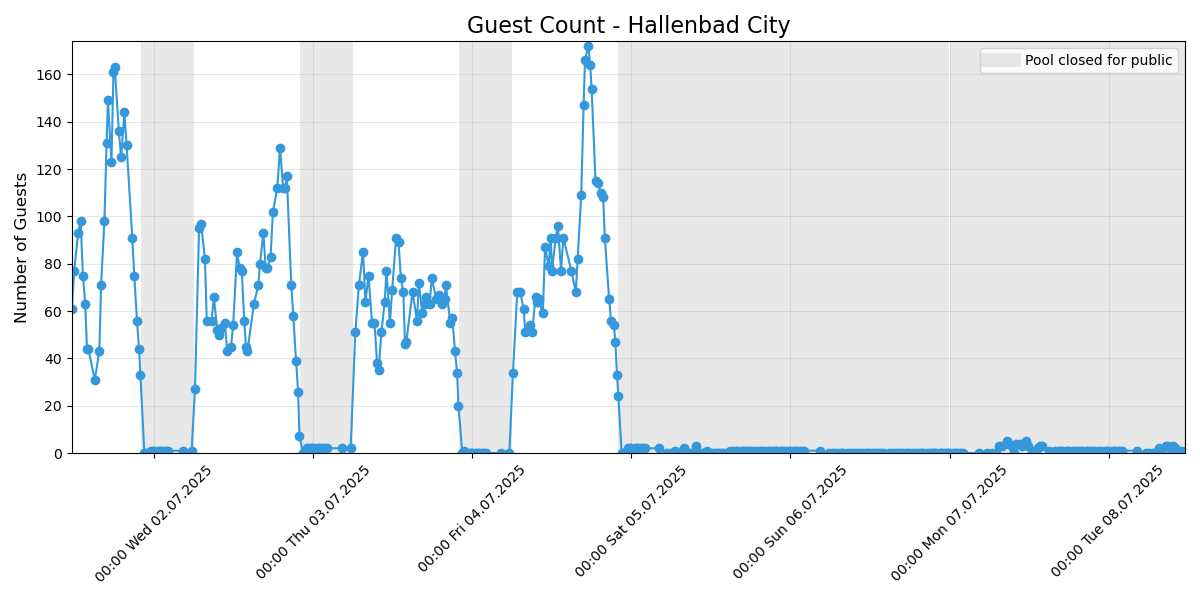 Guest Count - Hallenbad City
Pool closed for public
Number of Guests
160
140
120
100
80
60
40
20
0
00:00 Wed 02.07.2025
00:00 Thu 03.07.2025
00:00 Fri 04.07.2025
00:00 Sat 05.07.2025
00:00 Sun 06.07.2025
00:00 Mon 07.07.2025
00:00 Tue 08.07.2025